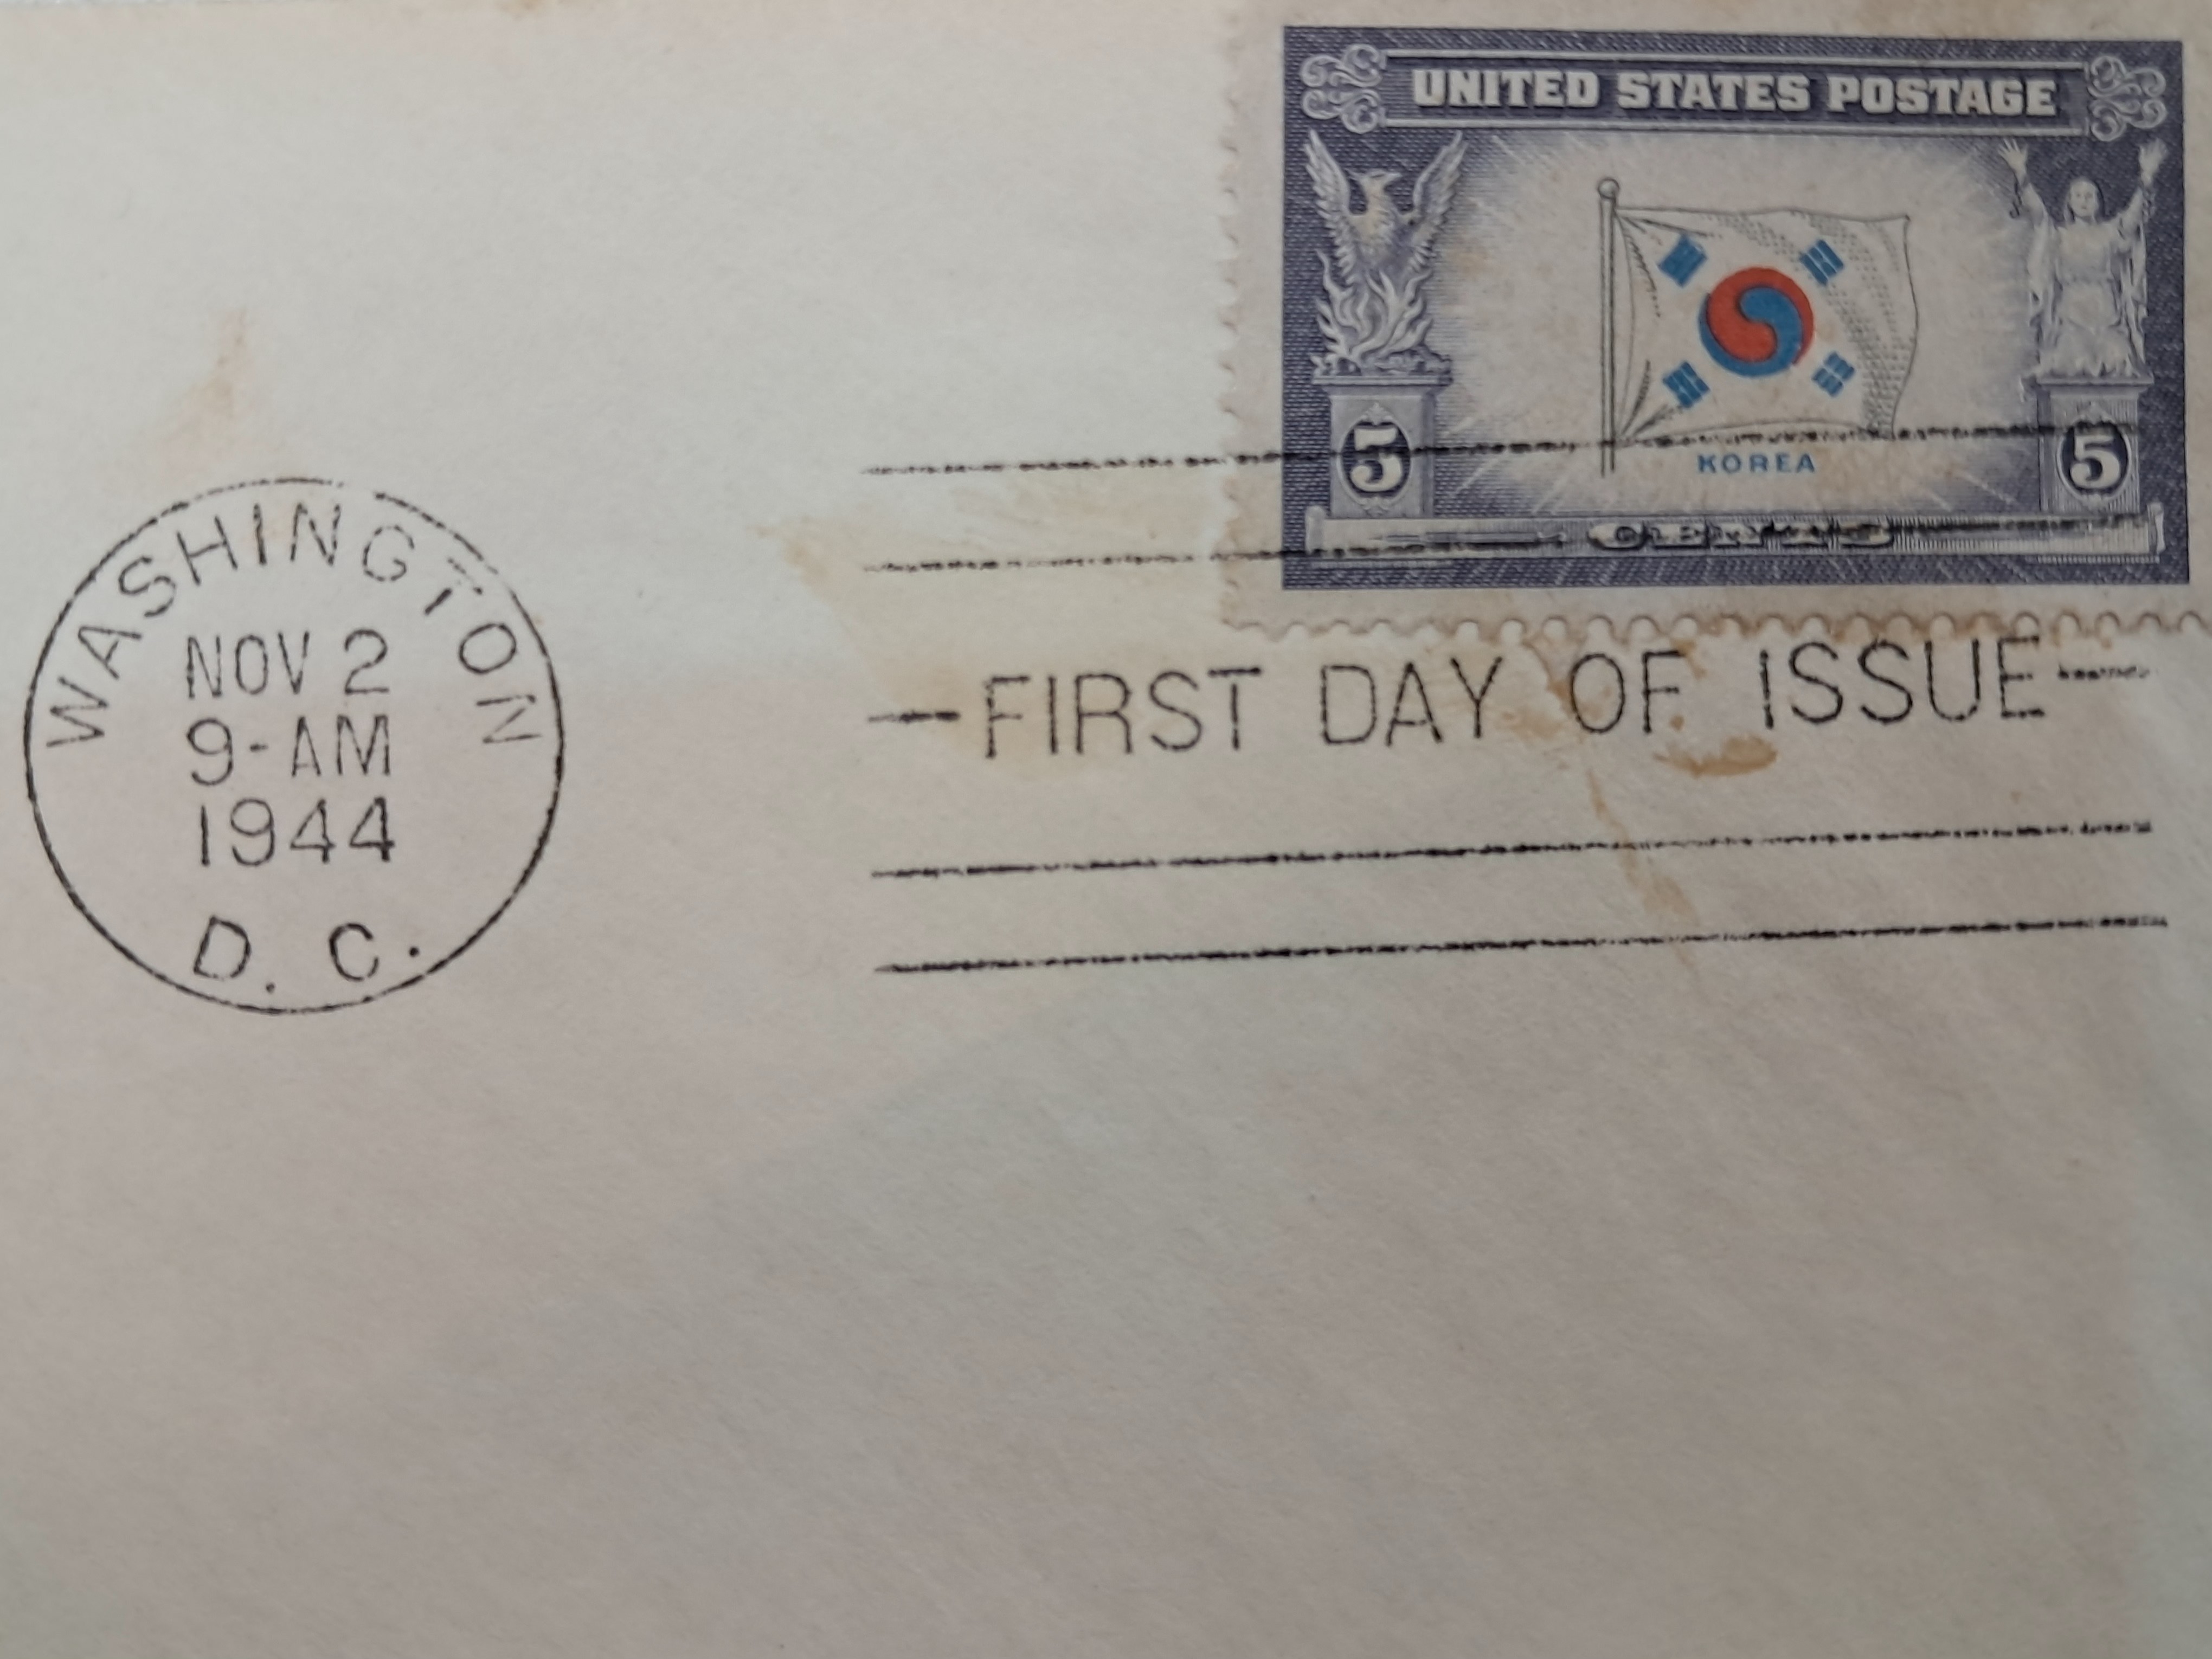 UNITED STATES POSTAGE
KOREA
5 5
WASHINGTON
NOV 2
9-AM
1944
D. C.
FIRST DAY OF ISSUE